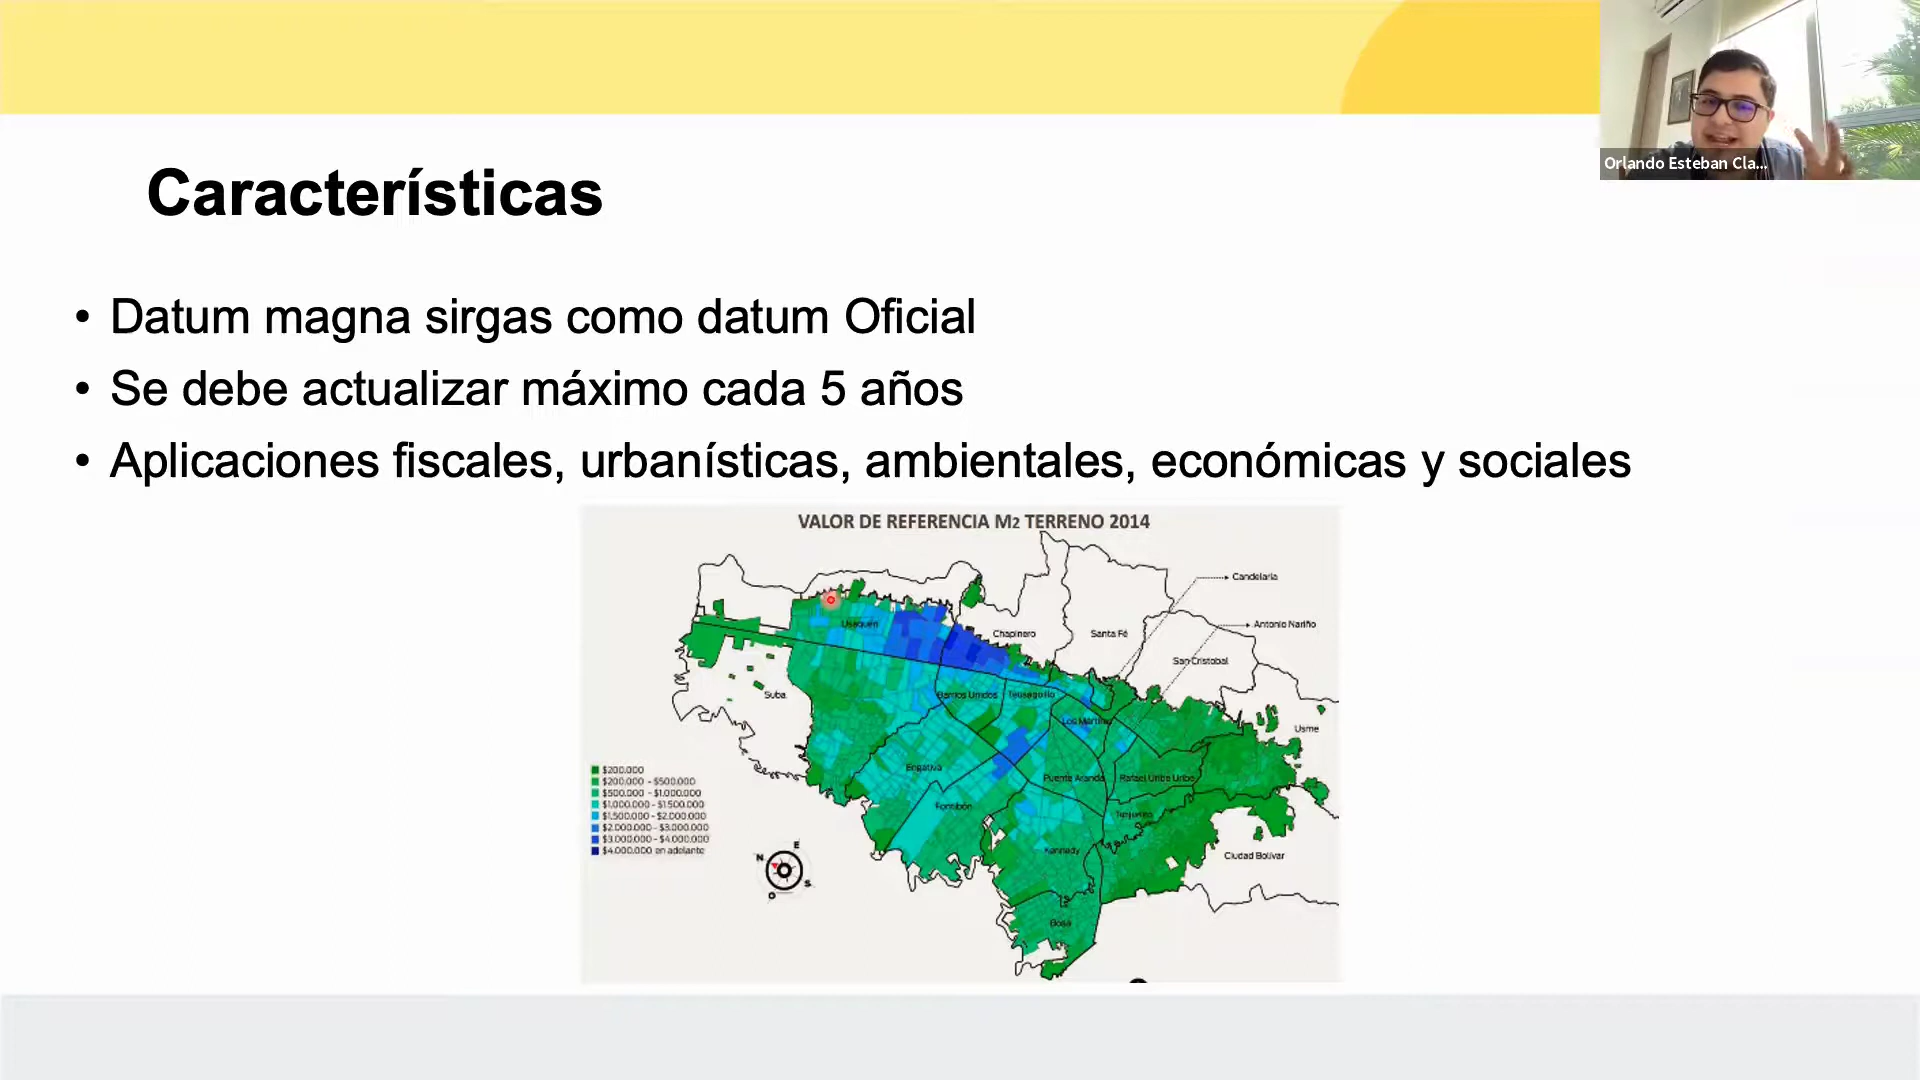 Orlando Esteban Cla...
Características
• Datum magna sirgas como datum Oficial
• Se debe actualizar máximo cada 5 años
• Aplicaciones fiscales, urbanísticas, ambientales, económicas y sociales
VALOR DE REFERENCIA M2 TERRENO 2014
Candelaria
Antonio Nariño
Usaquén
Chapinero
Santa Fé
San Cristobal
Suba
Barrios Unidos
Teusaquillo
Los Mártires
Usme
Engativa
Puente Aranda
Rafael Uribe Uribe
Fontibón
Tunjuelito
Kennedy
Ciudad Bolívar
Bosa
$200.000
$200.000 - $500.000
$500.000 - $1.000.000
$1.000.000 - $1.500.000
$1.500.000 - $2.000.000
$2.000.000 - $3.000.000
$3.000.000 - $4.000.000
$4.000.000 en adelante
N
E
S
O